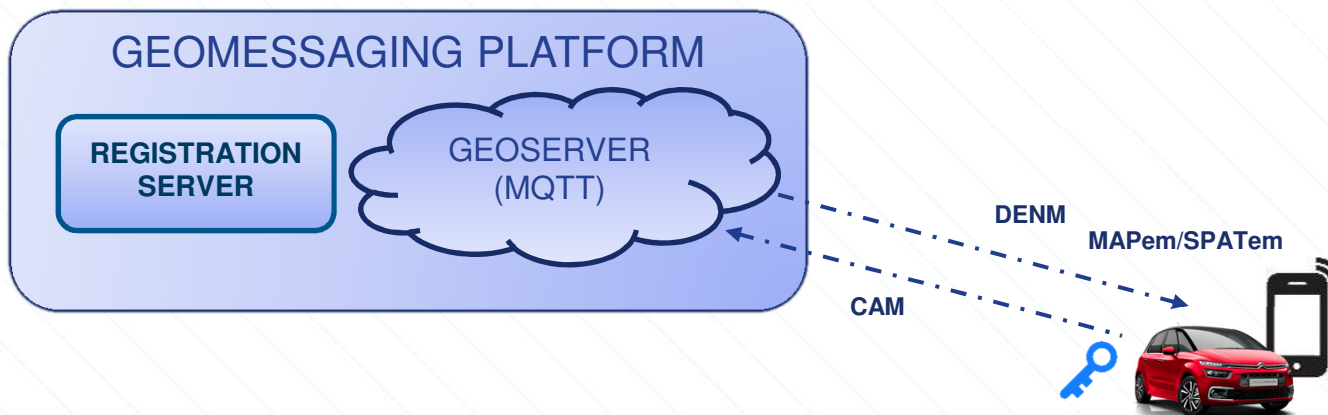 GEOMESSAGING PLATFORM
REGISTRATION
SERVER
GEOSERVER
(MQTT)
DENM
MAPem/SPATem
CAM